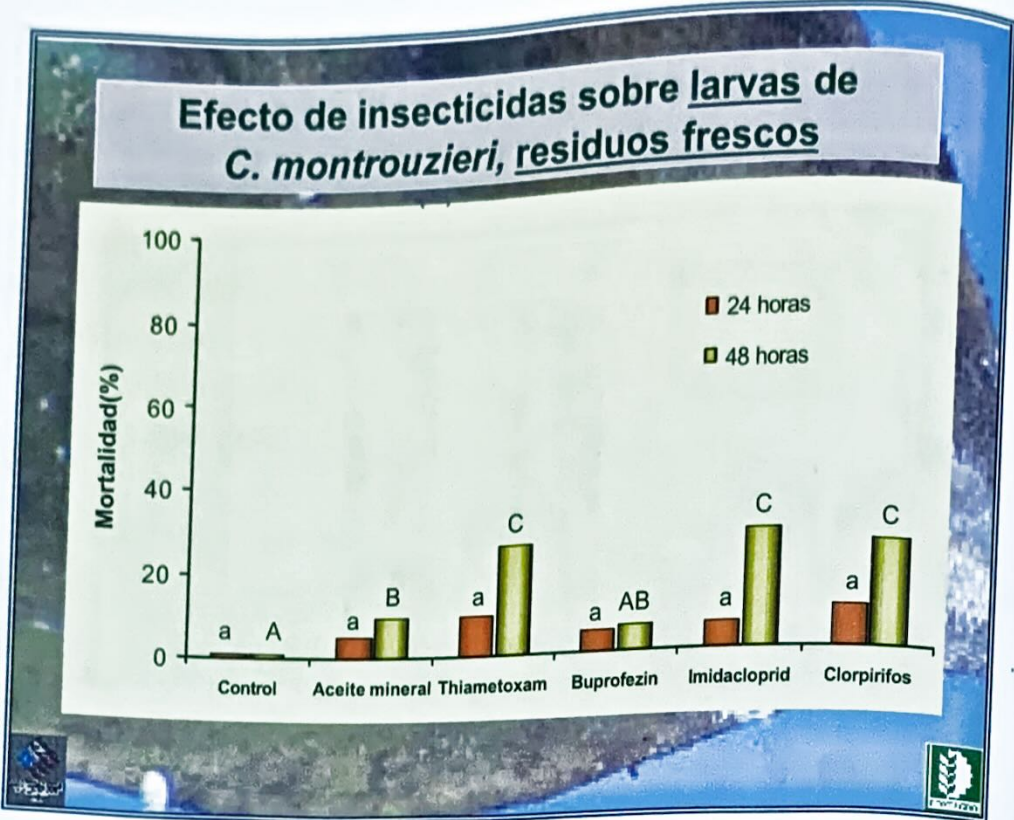 Efecto de insecticidas sobre larvas de
C. montrouzieri, residuos frescos
100
80
60
40
20
0
Mortalidad(%)
24 horas
48 horas
a A
a B
a C
a AB
a C
a C
Control Aceite mineral Thiametoxam Buprofezin Imidacloprid Clorpirifos